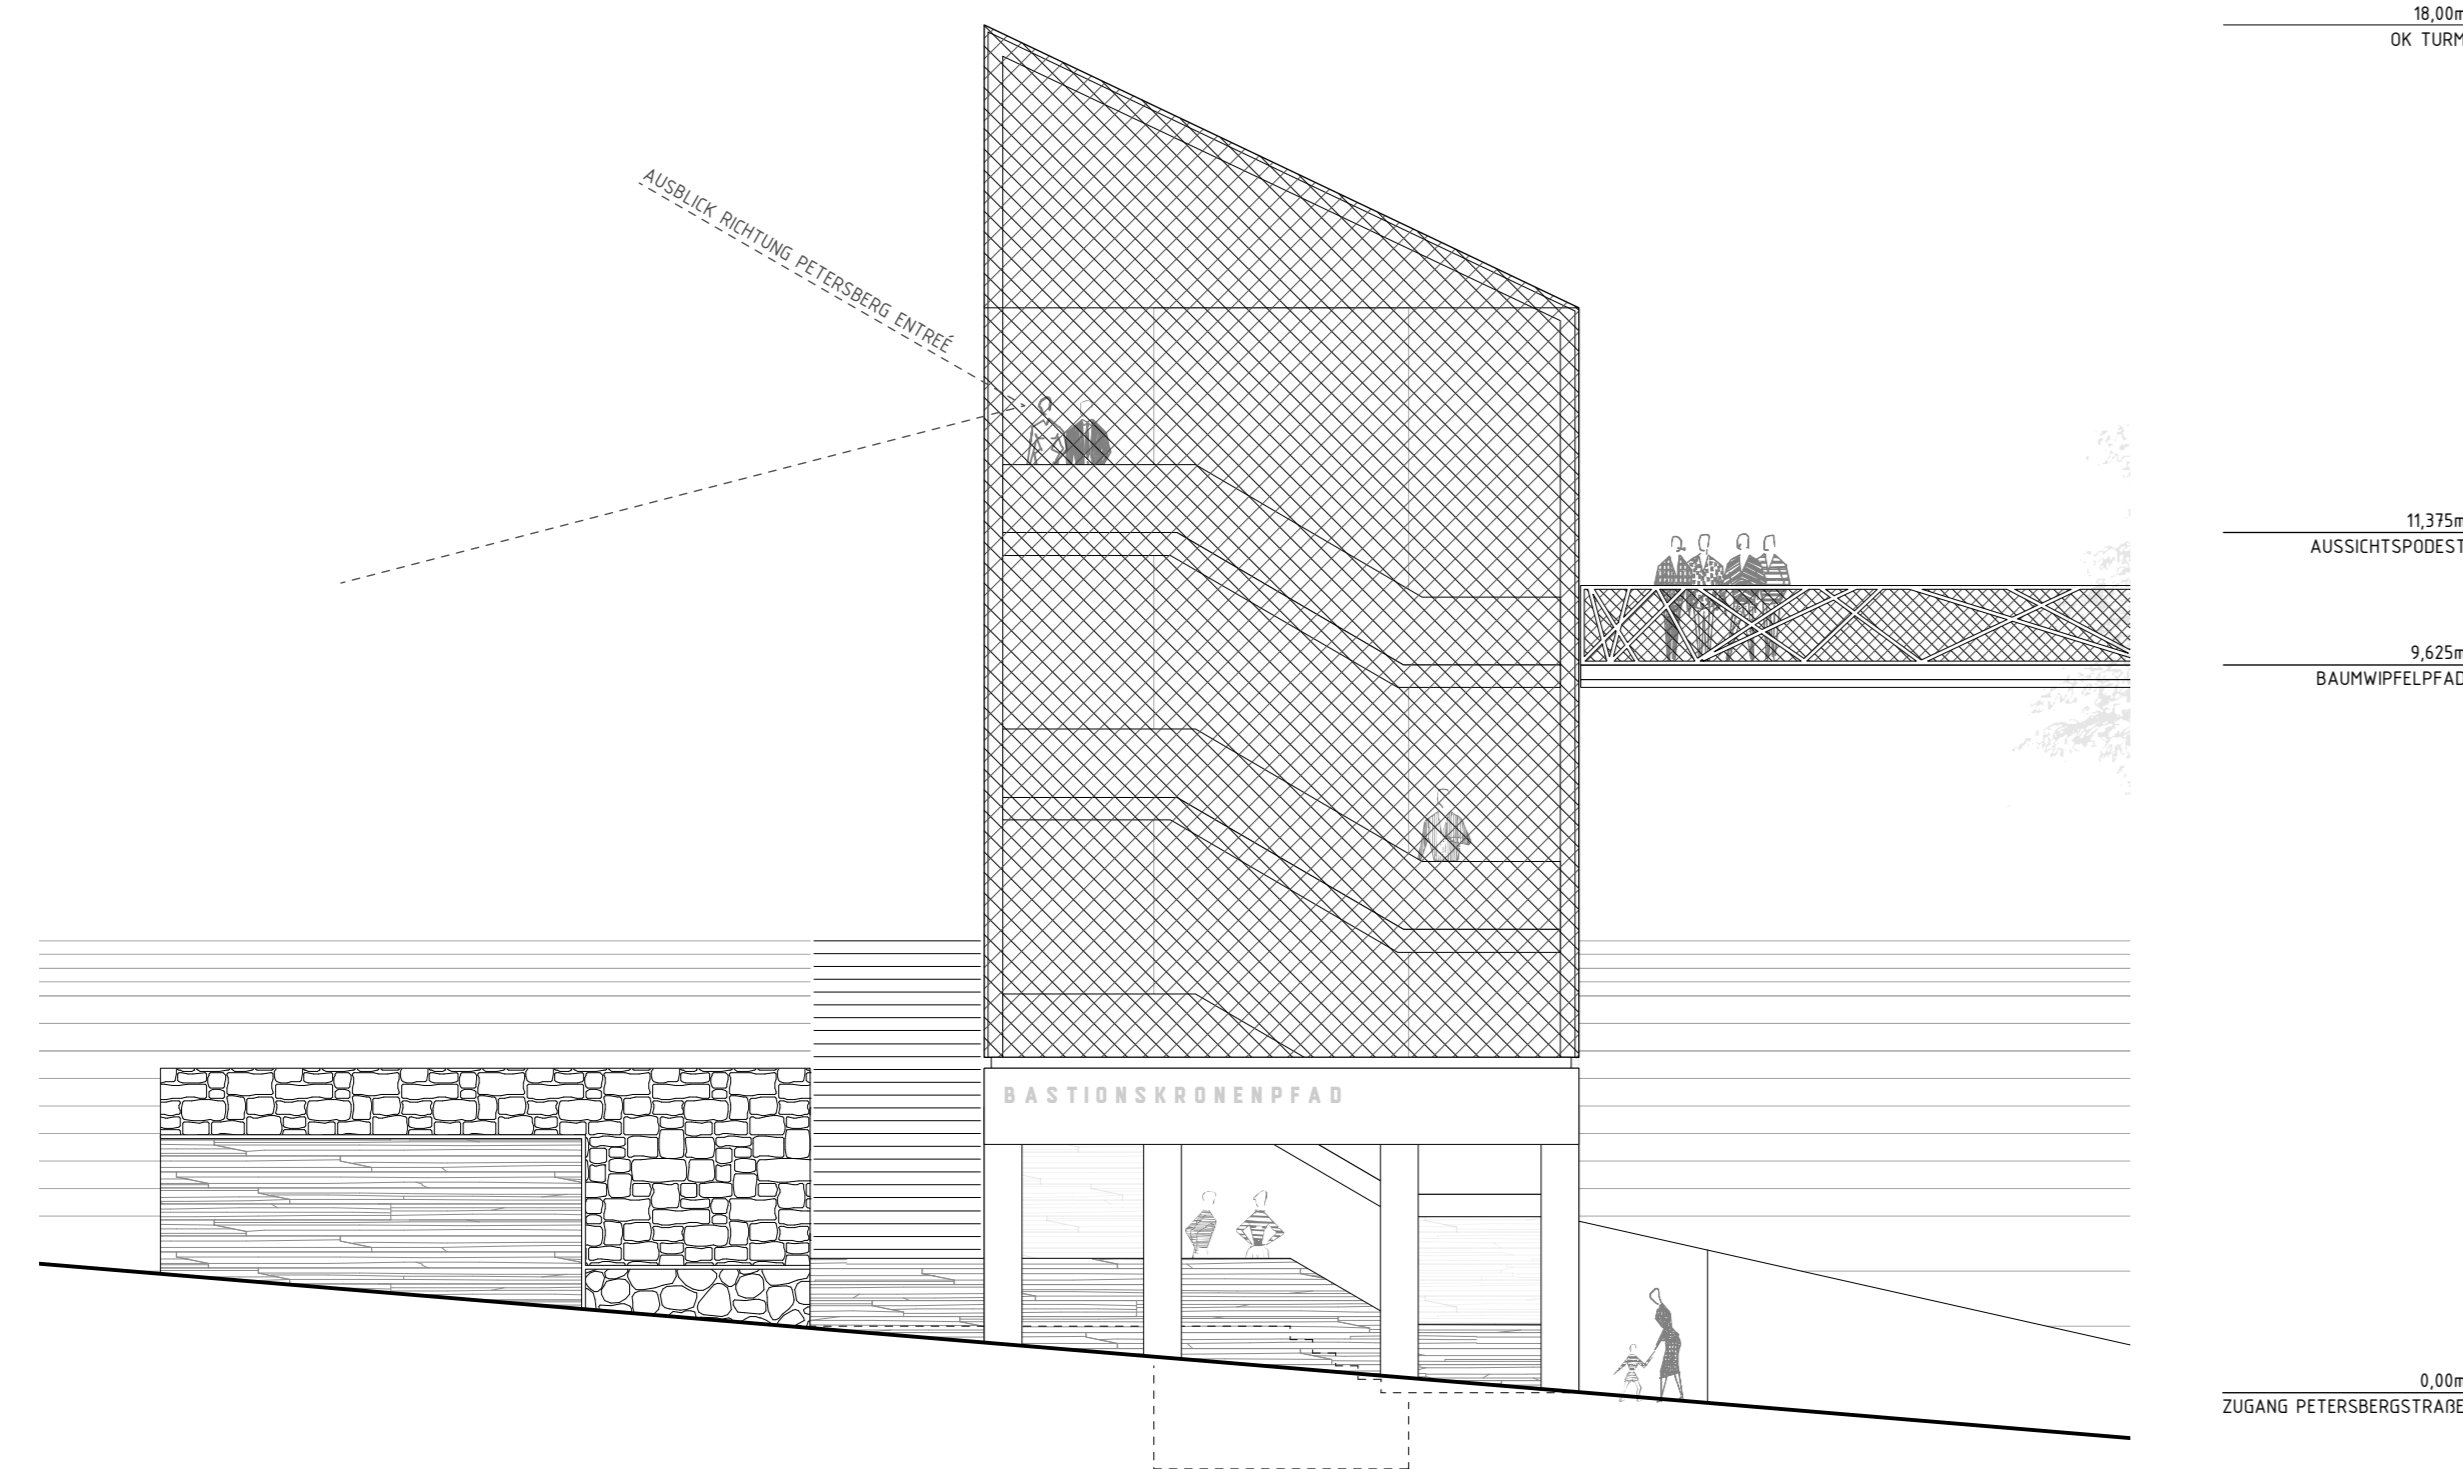 18,00m
OK TURM
AUSBLICK RICHTUNG PETERSBERG ENTREÉ
11,375m
AUSSICHTSPODEST
9,625m
BAUMWIPFELPFAD
BASTIONSKRONENPFAD
0,00m
ZUGANG PETERSBERGSTRAßE